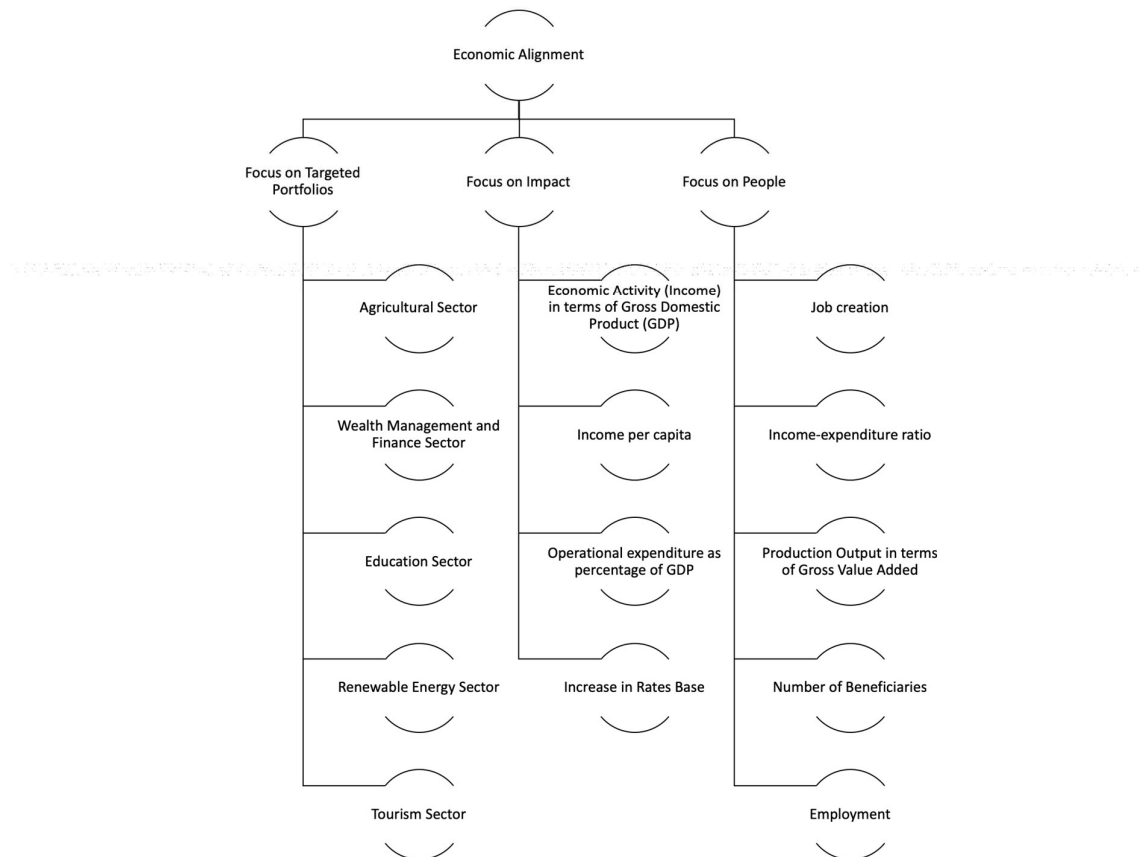 Economic Alignment
Focus on Targeted
Portfolios
Focus on Impact
Focus on People
Agricultural Sector
Economic Activity (Income)
in terms of Gross Domestic
Product (GDP)
Job creation
Wealth Management and
Finance Sector
Income per capita
Income-expenditure ratio
Education Sector
Operational expenditure as
percentage of GDP
Production Output in terms
of Gross Value Added
Renewable Energy Sector
Increase in Rates Base
Number of Beneficiaries
Tourism Sector
Employment